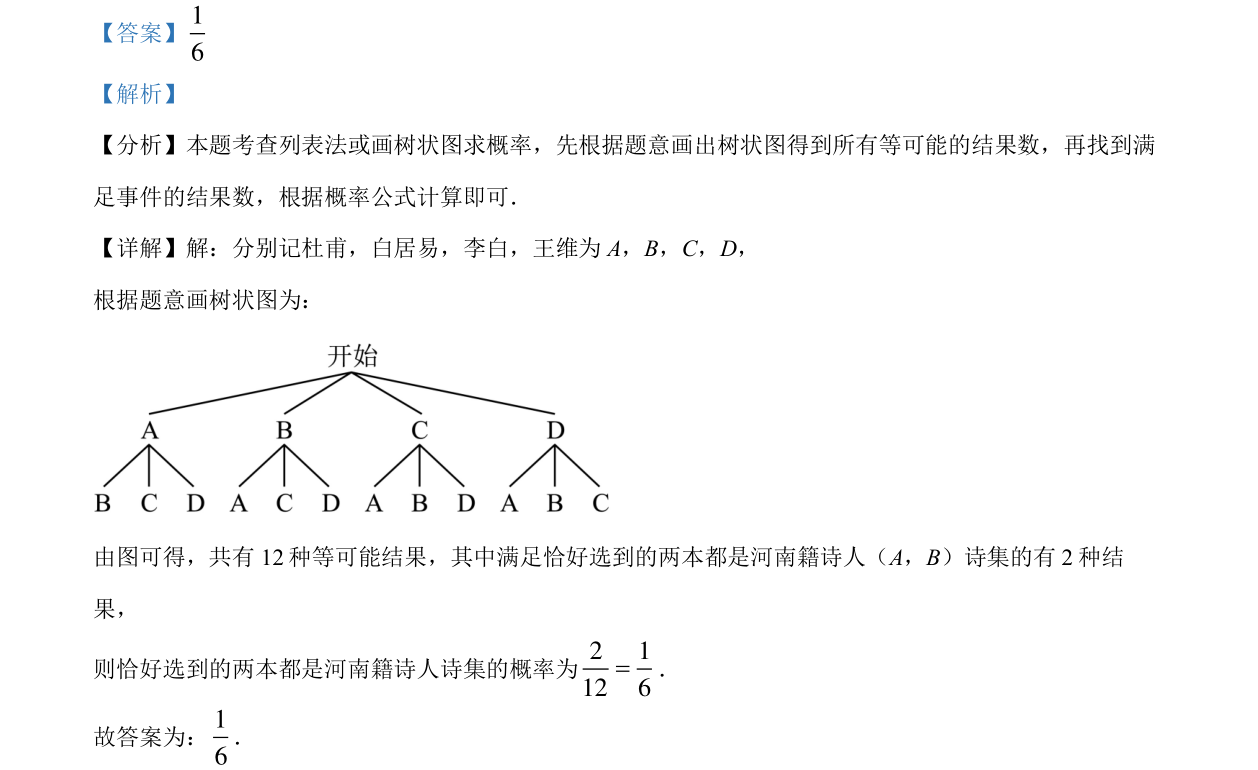 【答案】1/6
【解析】
【分析】本题考查列表法或画树状图求概率，先根据题意画出树状图得到所有等可能的结果数，再找到满
足事件的结果数，根据概率公式计算即可．
【详解】解：分别记杜甫，白居易，李白，王维为 A，B，C，D，
根据题意画树状图为：
开始
A B C D
B C D A C D A B D A B C
由图可得，共有 12 种等可能结果，其中满足恰好选到的两本都是河南籍诗人（A，B）诗集的有 2 种结
果，
则恰好选到的两本都是河南籍诗人诗集的概率为 2/12 = 1/6．
故答案为：1/6．